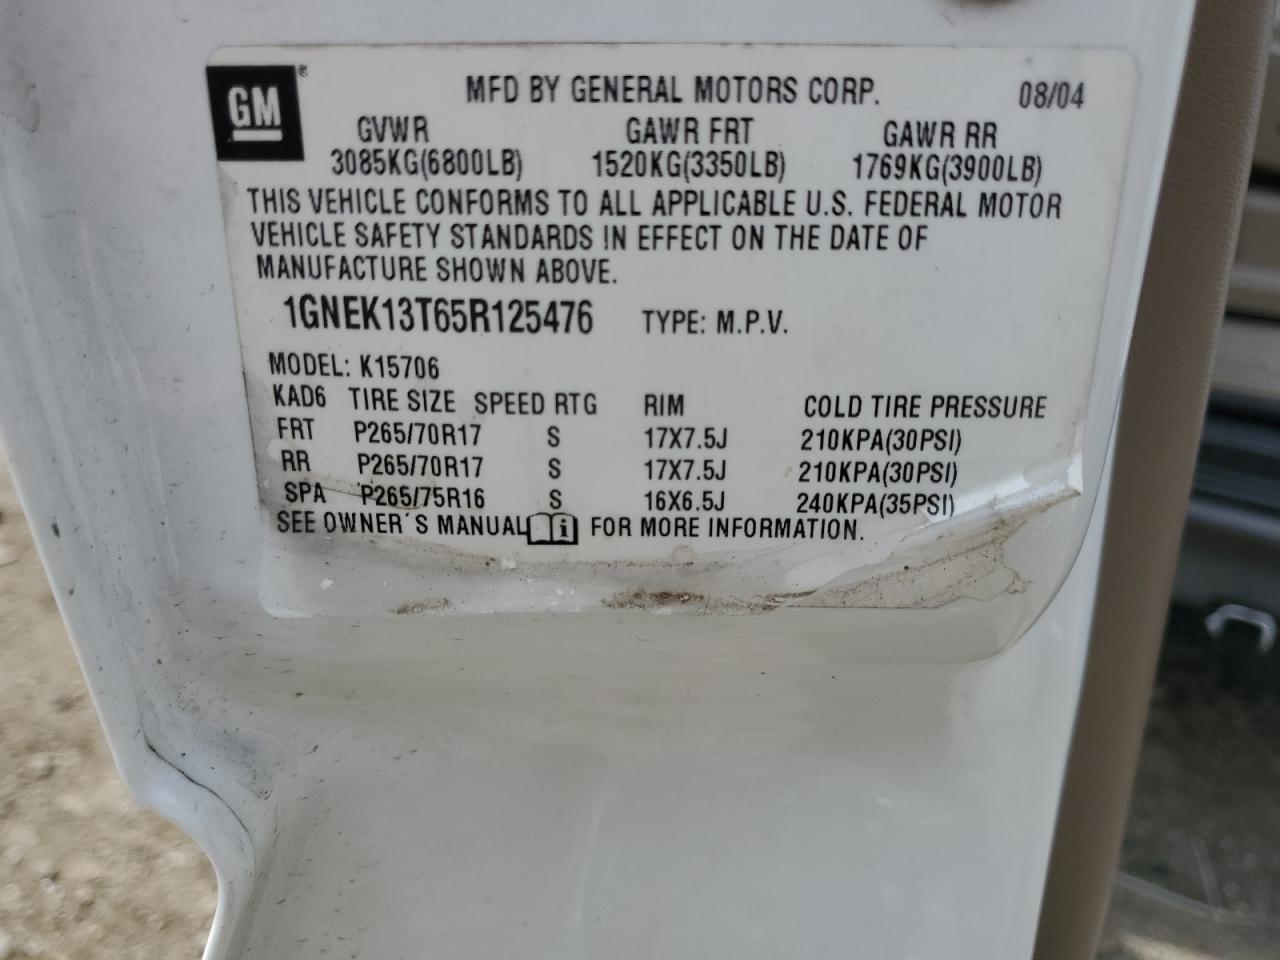 GM® MFD BY GENERAL MOTORS CORP. 08/04
GVWR GAWR FRT GAWR RR
3085KG(6800LB) 1520KG(3350LB) 1769KG(3900LB)
THIS VEHICLE CONFORMS TO ALL APPLICABLE U.S. FEDERAL MOTOR
VEHICLE SAFETY STANDARDS IN EFFECT ON THE DATE OF
MANUFACTURE SHOWN ABOVE.
1GNEK13T65R125476 TYPE: M.P.V.
MODEL: K15706
KAD6 TIRE SIZE SPEED RTG RIM COLD TIRE PRESSURE
FRT P265/70R17 S 17X7.5J 210KPA(30PSI)
RR P265/70R17 S 17X7.5J 210KPA(30PSI)
SPA P265/75R16 S 16X6.5J 240KPA(35PSI)
SEE OWNER'S MANUAL i FOR MORE INFORMATION.